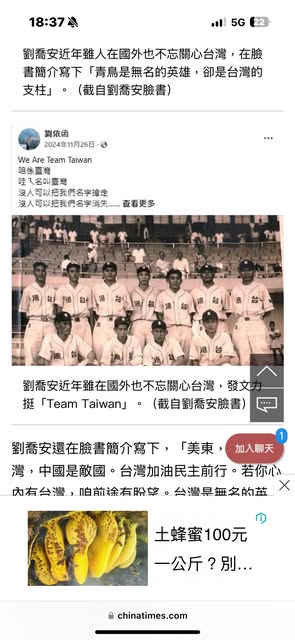 18:37
5G 22
劉喬安近年雖人在國外也不忘關心台灣，在臉
書簡介寫下「青鳥是無名的英雄，卻是台灣的
支柱」。（截自劉喬安臉書）
2024年11月26日
We Are Team Taiwan
臺灣
名叫臺灣
沒人可以把我們名字搶走
沒人可以把我們名字消失...... 查看更多
劉喬安近年雖在國外也不忘關心台灣，發文力
挺「Team Taiwan」。（截自劉喬安臉書）
劉喬安還在臉書簡介寫下，「美東，
加入聊天
1
灣，中國是敵國。台灣加油民主前行。若你心
內有台灣，咱前途有盼望。台灣是無名的英
土蜂蜜100元
一公斤？別...
chinatimes.com